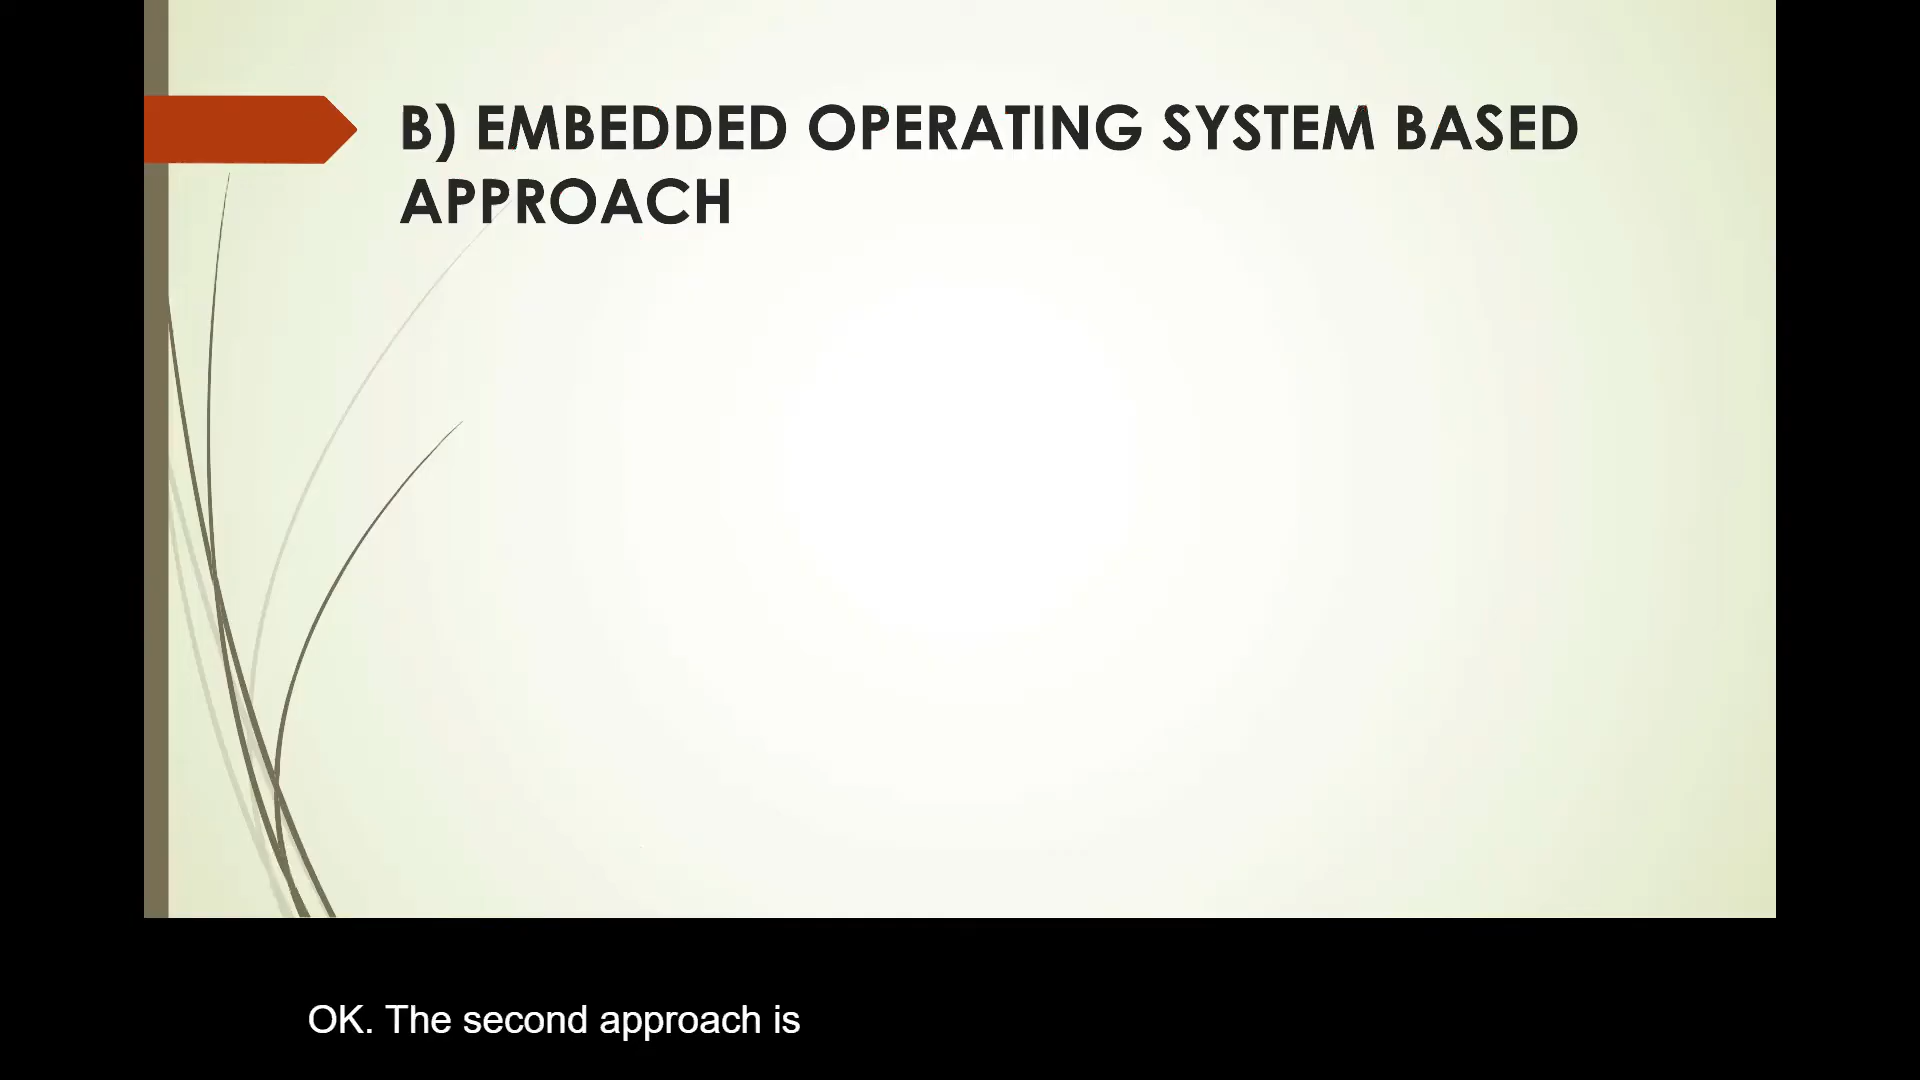 B) EMBEDDED OPERATING SYSTEM BASED
APPROACH
OK. The second approach is